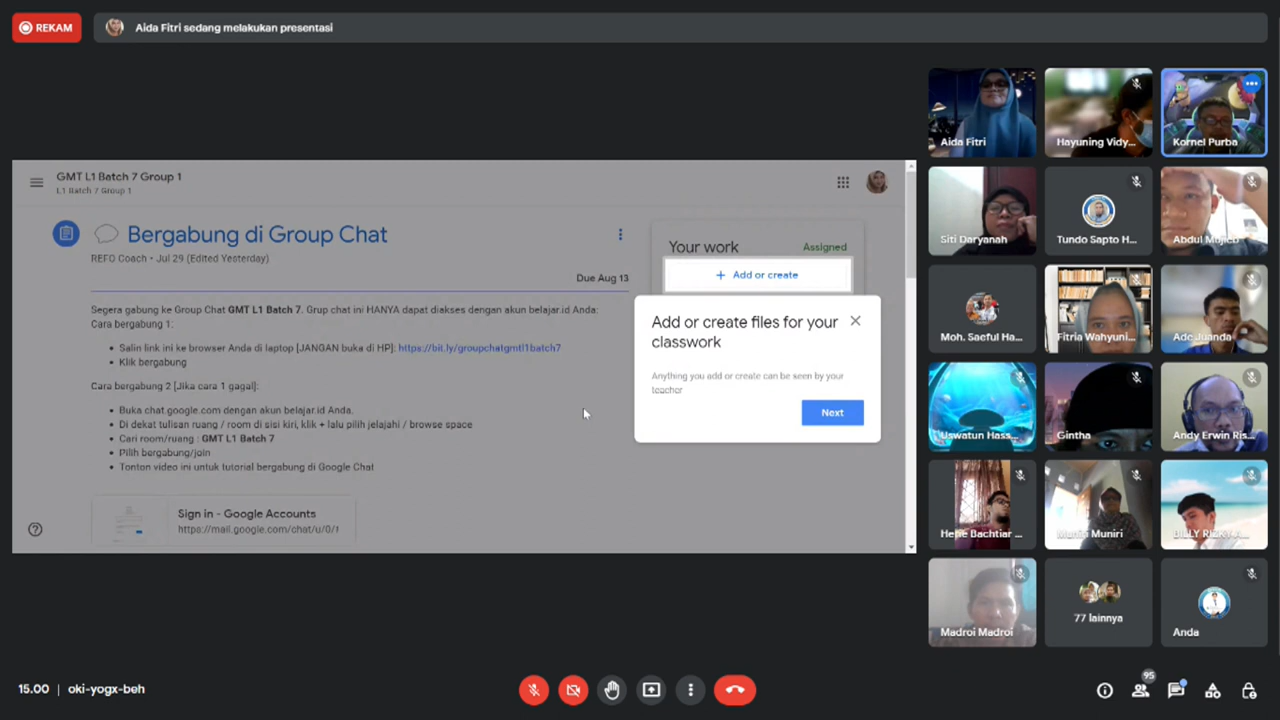 REKAM
Aida Fitri sedang melakukan presentasi
GMT L1 Batch 7 Group 1
L1 Batch 7 Group 1
Bergabung di Group Chat
REFO Coach • Jul 29 (Edited Yesterday)
Due Aug 13
Segera gabung ke Group Chat GMT L1 Batch 7. Grup chat ini HANYA dapat diakses dengan akun belajar.id Anda:
Cara bergabung 1:
• Salin link ini ke browser Anda di laptop [JANGAN buka di HP]: https://bit.ly/groupchatgmtl1batch7
• Klik bergabung
Cara bergabung 2 [Jika cara 1 gagal]:
• Buka chat.google.com dengan akun belajar.id Anda.
• Di dekat tulisan ruang / room di sisi kiri, klik + lalu pilih jelajahi / browse space
• Cari room/ruang : GMT L1 Batch 7
• Pilih bergabung/join
• Tonton video ini untuk tutorial bergabung di Google Chat
Sign in - Google Accounts
https://mail.google.com/chat/u/0/
Your work
Assigned
+ Add or create
Add or create files for your
classwork
Anything you add or create can be seen by your
teacher
Next
Aida Fitri
Hayuning Vidy...
Kornel Purba
Siti Daryanah
Tundo Sapto H...
Abdul Mujieb
Moh. Saeful Ha...
Fitria Wahyuni...
Ade Juanda
Uswatun Hass...
Gintha
Andy Erwin Ris...
Bachtiar ...
Muniri
BILLY
Madroi Madroi
77 lainnya
Anda
15.00 | oki-yogx-beh
95